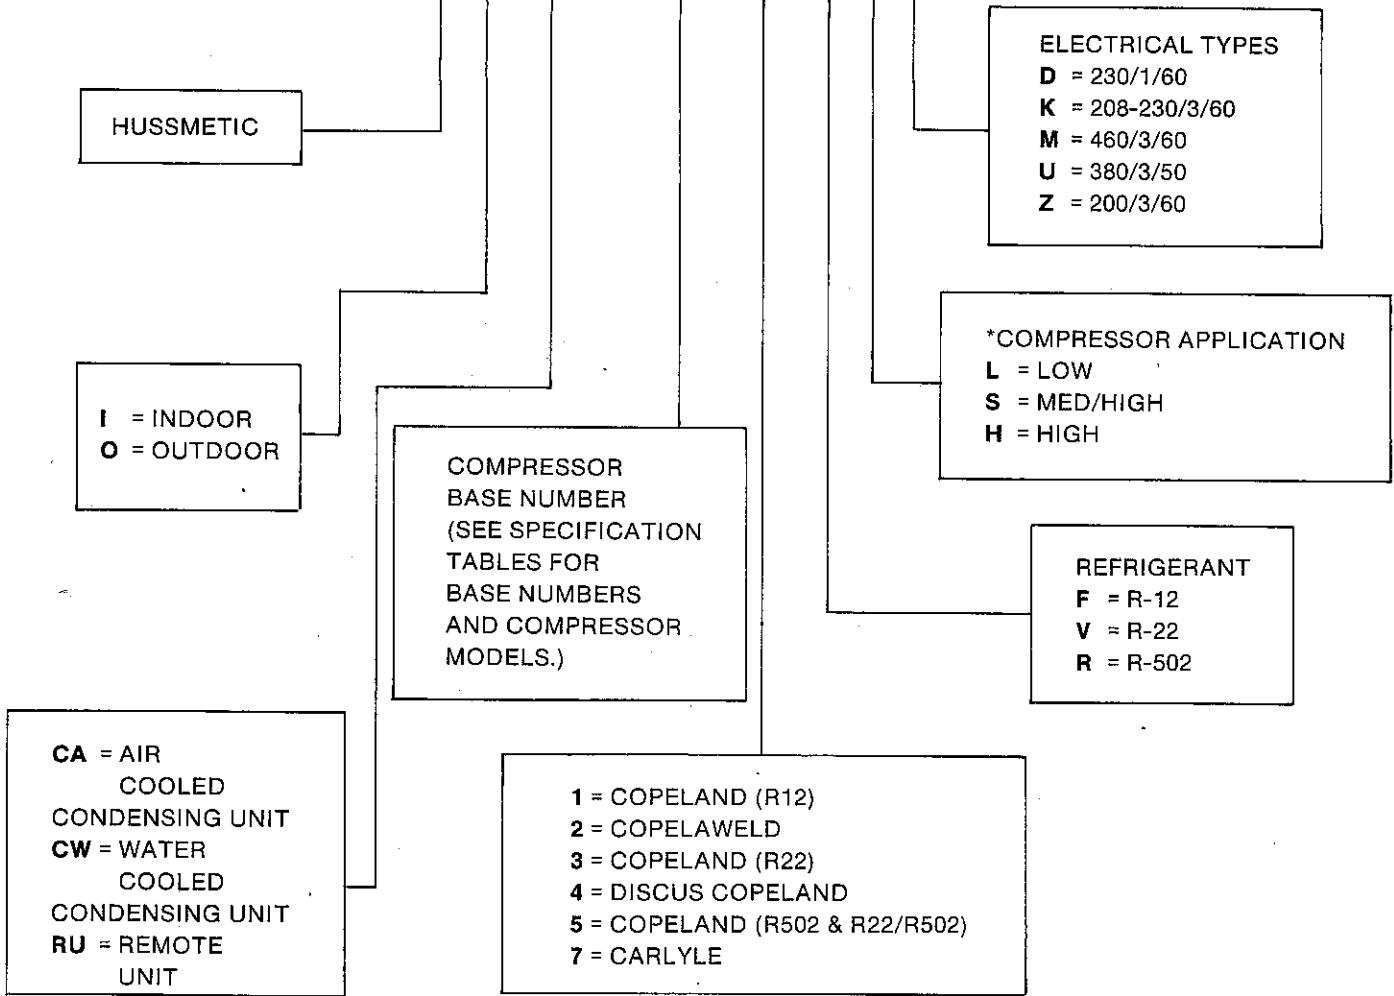 HUSSMETIC
I = INDOOR
O = OUTDOOR
CA = AIR
COOLED
CONDENSING UNIT
CW = WATER
COOLED
CONDENSING UNIT
RU = REMOTE
UNIT
COMPRESSOR
BASE NUMBER
(SEE SPECIFICATION
TABLES FOR
BASE NUMBERS
AND COMPRESSOR
MODELS.)
1 = COPELAND (R12)
2 = COPELAWELD
3 = COPELAND (R22)
4 = DISCUS COPELAND
5 = COPELAND (R502 & R22/R502)
7 = CARLYLE
ELECTRICAL TYPES
D = 230/1/60
K = 208-230/3/60
M = 460/3/60
U = 380/3/50
Z = 200/3/60
*COMPRESSOR APPLICATION
L = LOW
S = MED/HIGH
H = HIGH
REFRIGERANT
F = R-12
V = R-22
R = R-502